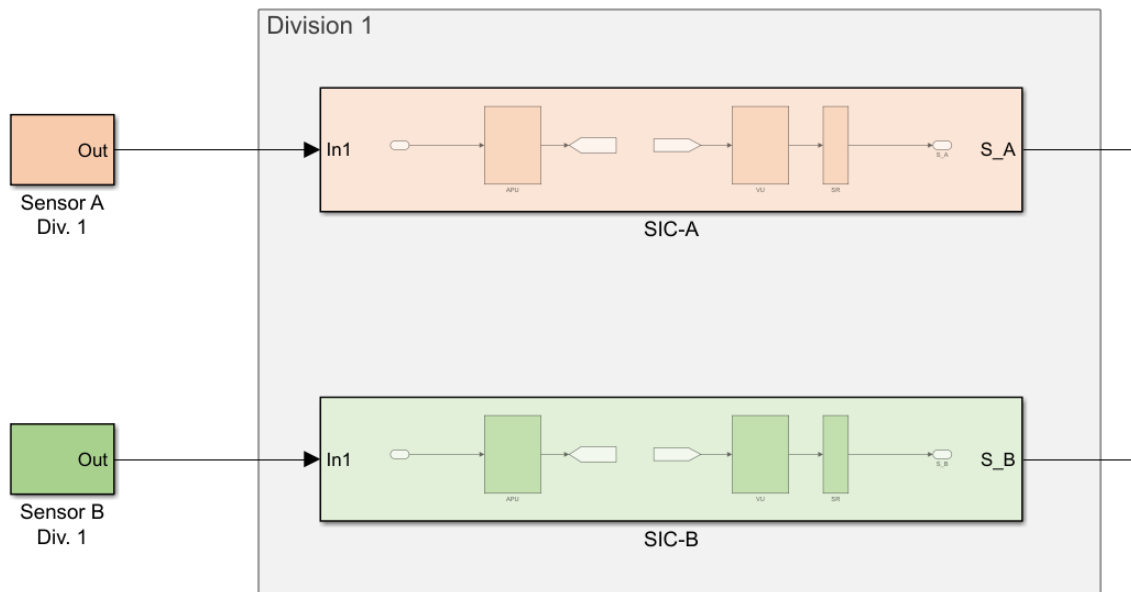 Division 1
Out
Sensor A
Div. 1
In1
APU
VU
SR
S_A
S_A
SIC-A
Out
Sensor B
Div. 1
In1
APU
VU
SR
S_B
S_B
SIC-B